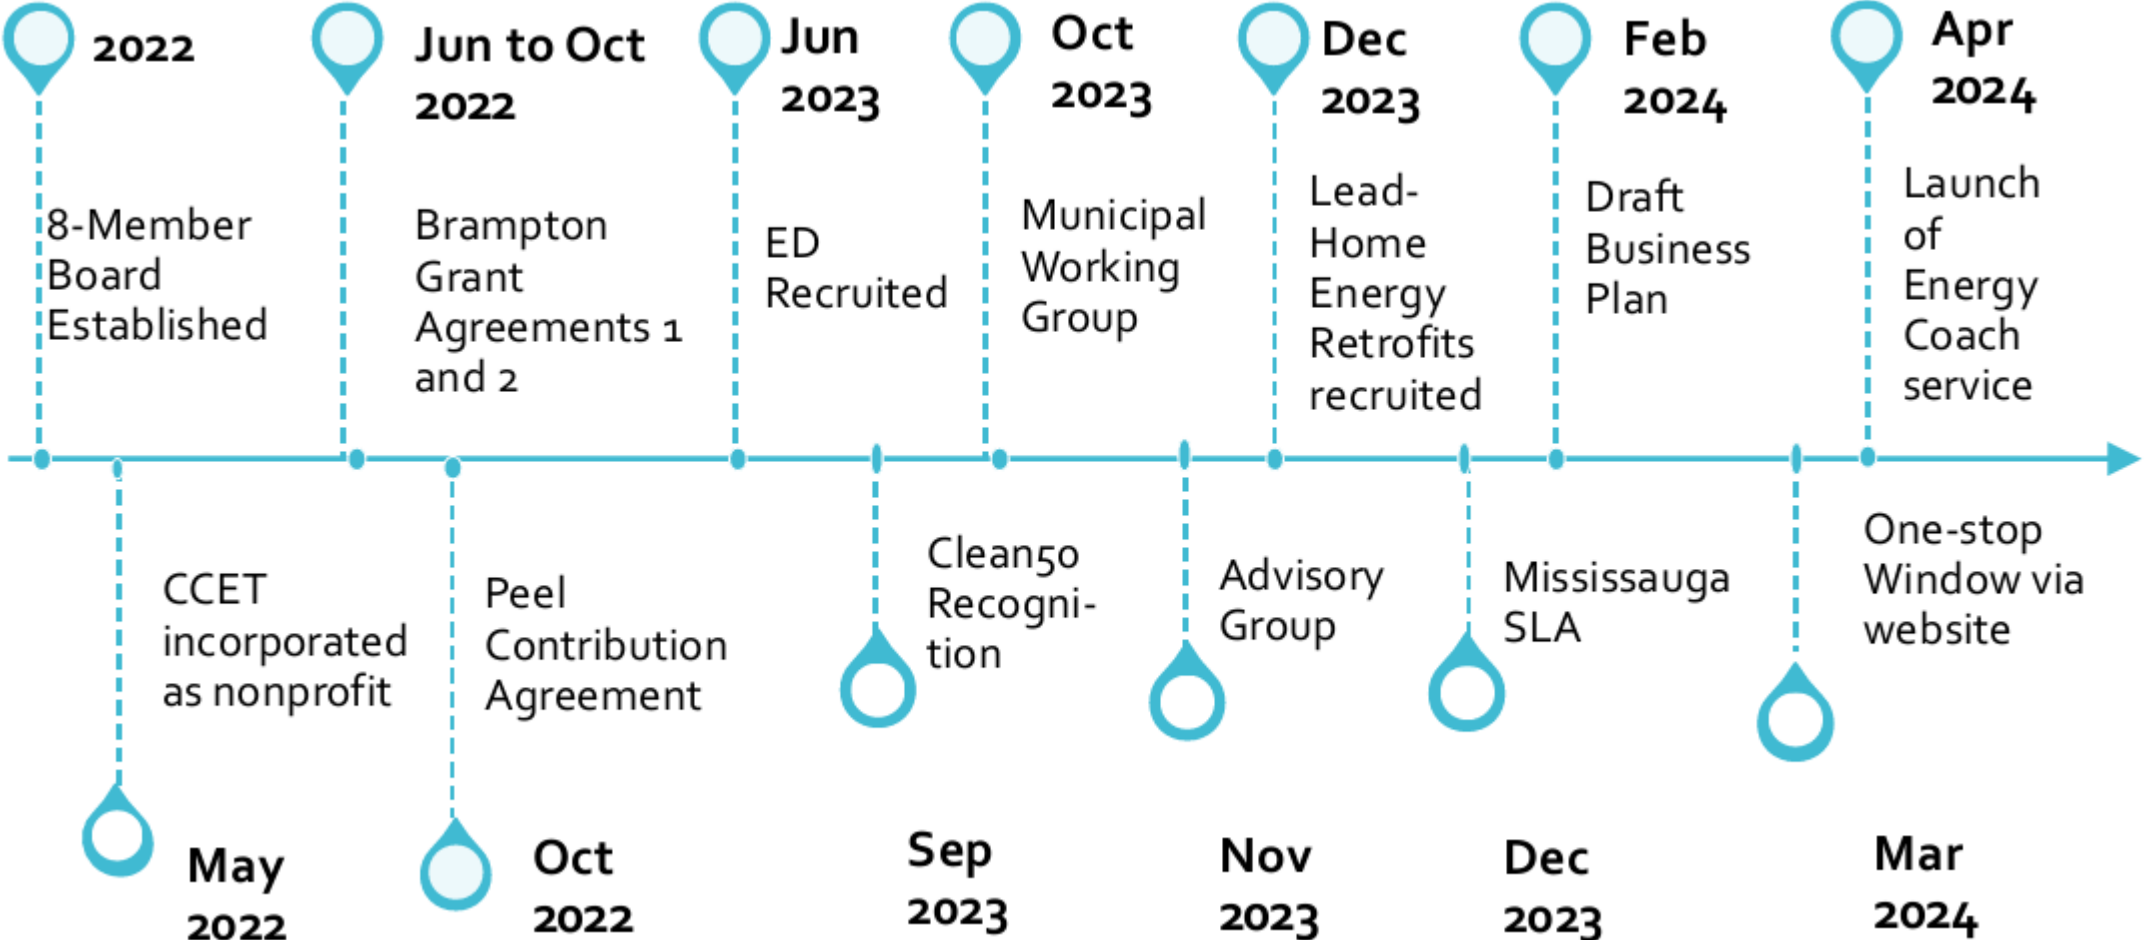 2022
8-Member
Board
Established
Jun to Oct
2022
Brampton
Grant
Agreements 1
and 2
Jun
2023
ED
Recruited
Oct
2023
Municipal
Working
Group
Dec
2023
Lead-
Home
Energy
Retrofits
recruited
Feb
2024
Draft
Business
Plan
Apr
2024
Launch
of
Energy
Coach
service
CCET
incorporated
as nonprofit
May
2022
Peel
Contribution
Agreement
Oct
2022
Clean50
Recogni-
tion
Sep
2023
Advisory
Group
Nov
2023
Mississauga
SLA
Dec
2023
One-stop
Window via
website
Mar
2024